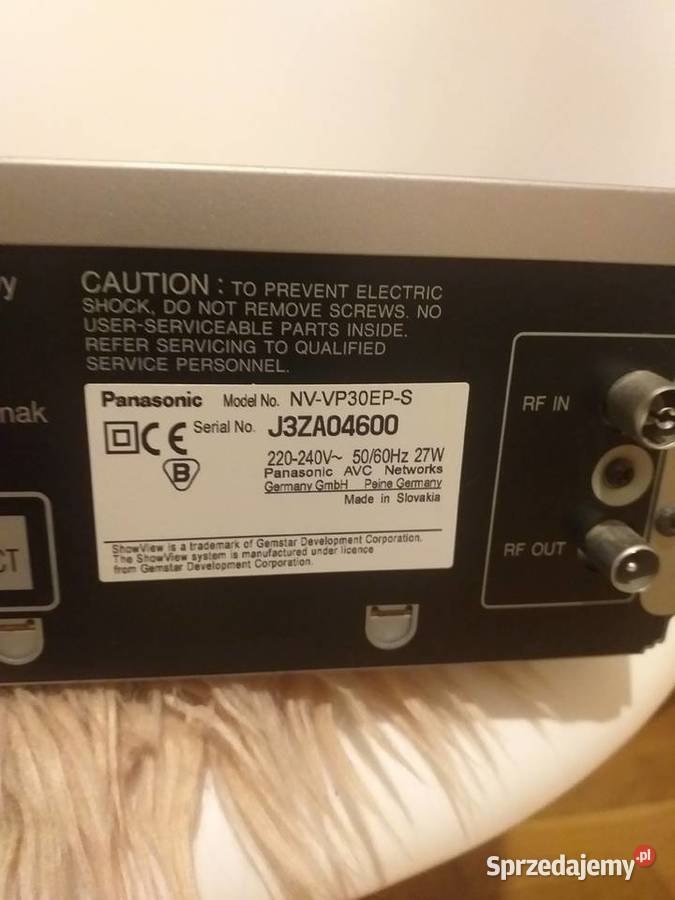 y
CAUTION : TO PREVENT ELECTRIC
SHOCK, DO NOT REMOVE SCREWS. NO
USER-SERVICEABLE PARTS INSIDE.
REFER SERVICING TO QUALIFIED
SERVICE PERSONNEL.
nak
Panasonic Model No. NV-VP30EP-S
CE Serial No. J3ZA04600
B
220-240V~ 50/60Hz 27W
Panasonic AVC Networks
Germany GmbH Peine Germany
Made in Slovakia
ShowView is a trademark of Gemstar Development Corporation.
The ShowView system is manufactured under licence
from Gemstar Development Corporation.
RF IN
RF OUT
CT
Sprzedajemy.pl